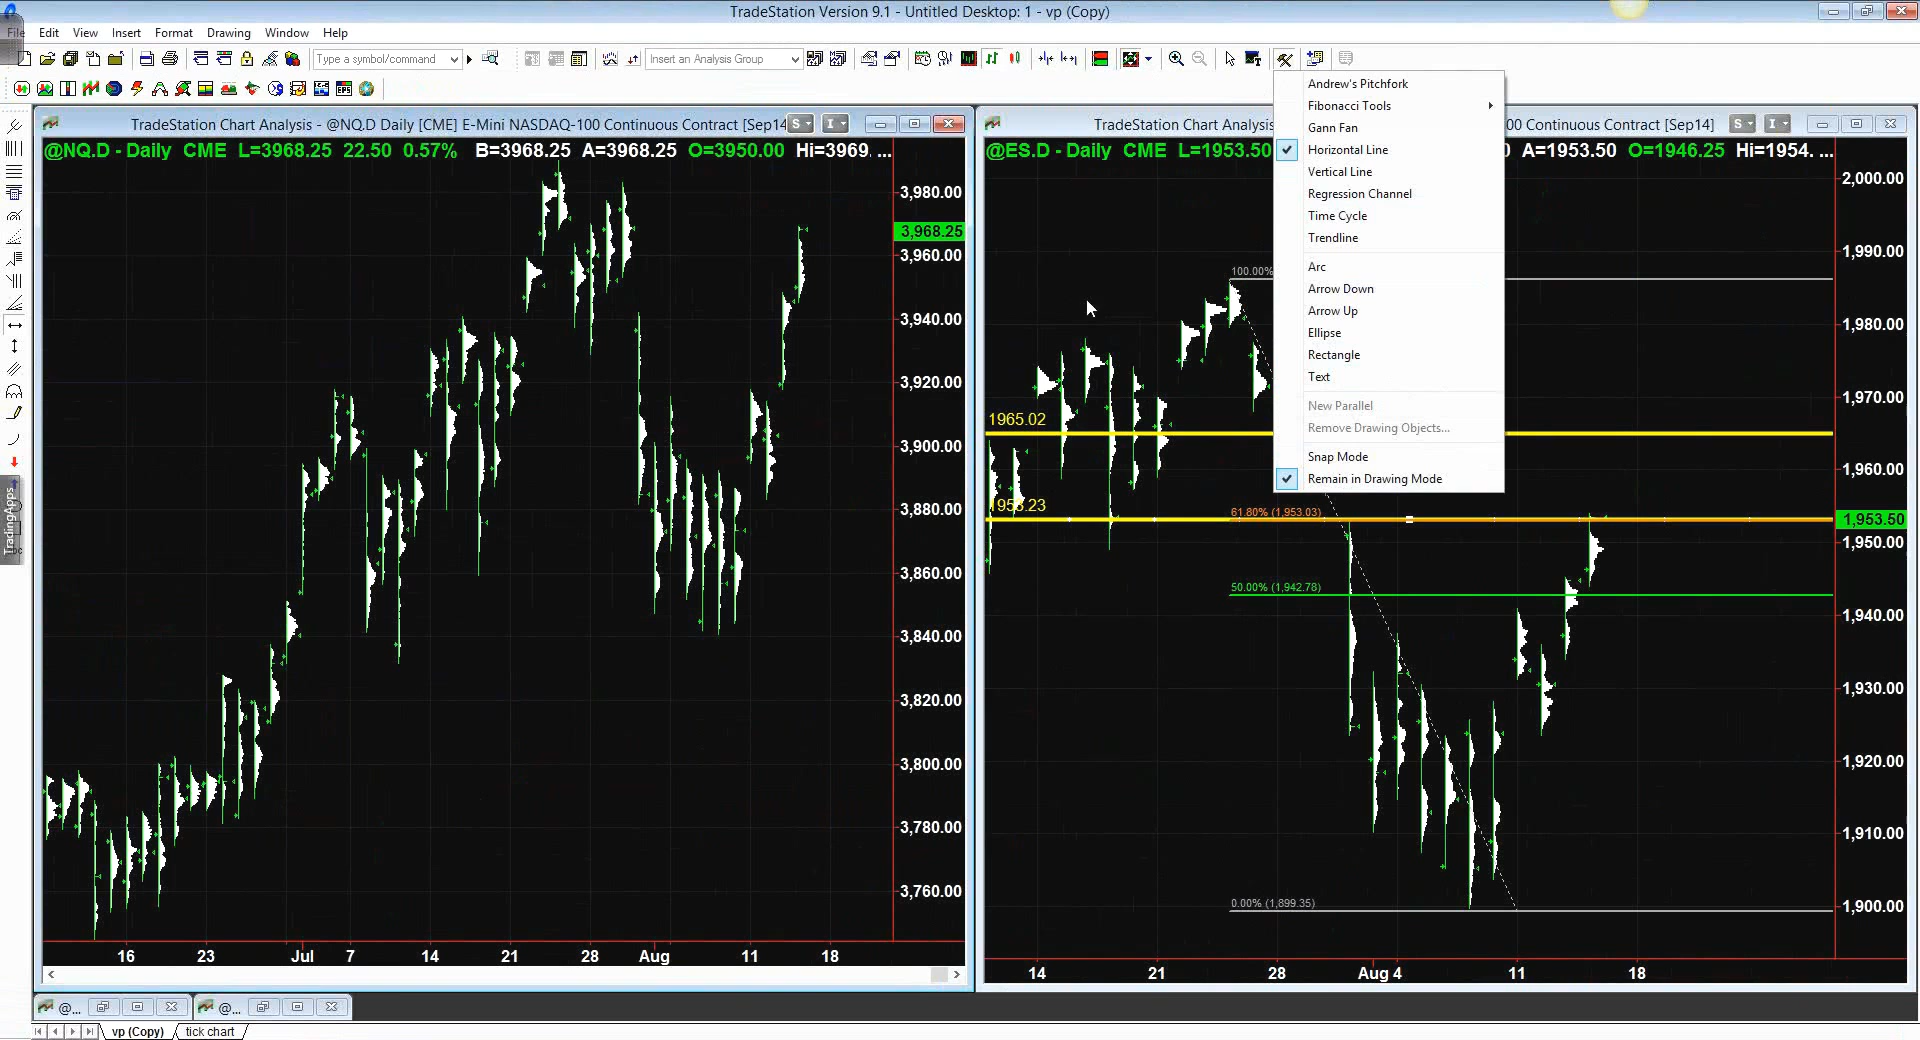 TradeStation Version 9.1 - Untitled Desktop: 1 - vp (Copy)
File Edit View Insert Format Drawing Window Help
Type a symbol/command
Insert an Analysis Group
EPS
TradeStation Chart Analysis - @NQ.D Daily [CME] E-Mini NASDAQ-100 Continuous Contract [Sep14
S I
@NQ.D - Daily CME L=3968.25 22.50 0.57% B=3968.25 A=3968.25 O=3950.00 Hi=3969. ...
3,980.00
3,968.25
3,960.00
3,940.00
3,920.00
3,900.00
3,880.00
3,860.00
3,840.00
3,820.00
3,800.00
3,780.00
3,760.00
16 23 Jul 7 14 21 28 Aug 11 18
TradeStation Chart Analysis
00 Continuous Contract [Sep14]
S I
@ES.D - Daily CME L=1953.50
0 A=1953.50 O=1946.25 Hi=1954. ...
Andrew's Pitchfork
Fibonacci Tools
Gann Fan
Horizontal Line
Vertical Line
Regression Channel
Time Cycle
Trendline
Arc
Arrow Down
Arrow Up
Ellipse
Rectangle
Text
New Parallel
Remove Drawing Objects...
Snap Mode
Remain in Drawing Mode
100.00%
1965.02
1953.23
61.80% (1,953.03)
50.00% (1,942.78)
0.00% (1,899.35)
2,000.00
1,990.00
1,980.00
1,970.00
1,960.00
1,953.50
1,950.00
1,940.00
1,930.00
1,920.00
1,910.00
1,900.00
14 21 28 Aug 4 11 18
TradingApps
@... @...
vp (Copy) tick chart